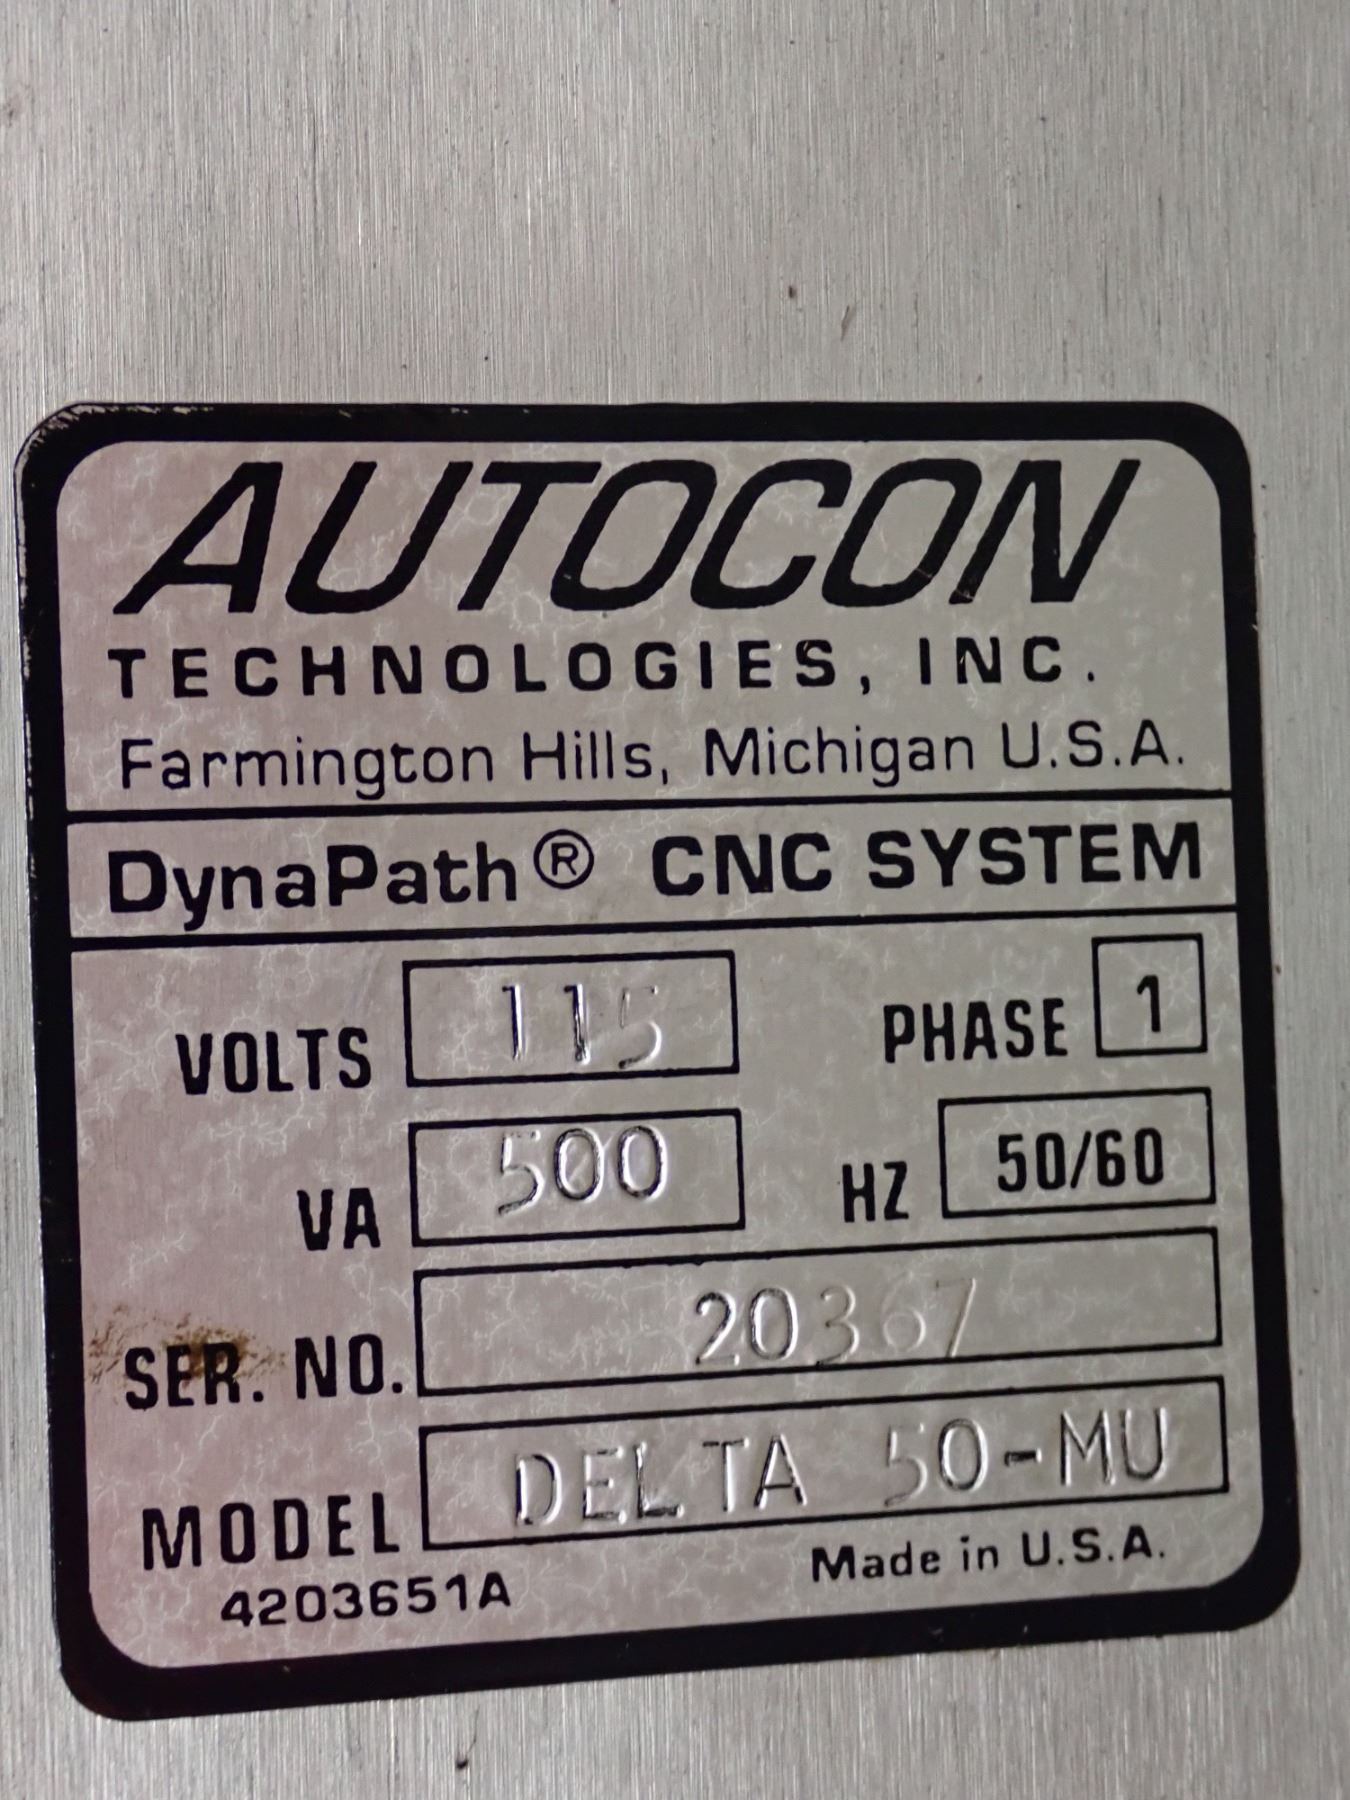 AUTOCON
TECHNOLOGIES, INC.
Farmington Hills, Michigan U.S.A.
DynaPath® CNC SYSTEM
VOLTS 115 PHASE 1
VA 500 HZ 50/60
SER. NO. 20367
MODEL DELTA 50-MU
4203651A Made in U.S.A.